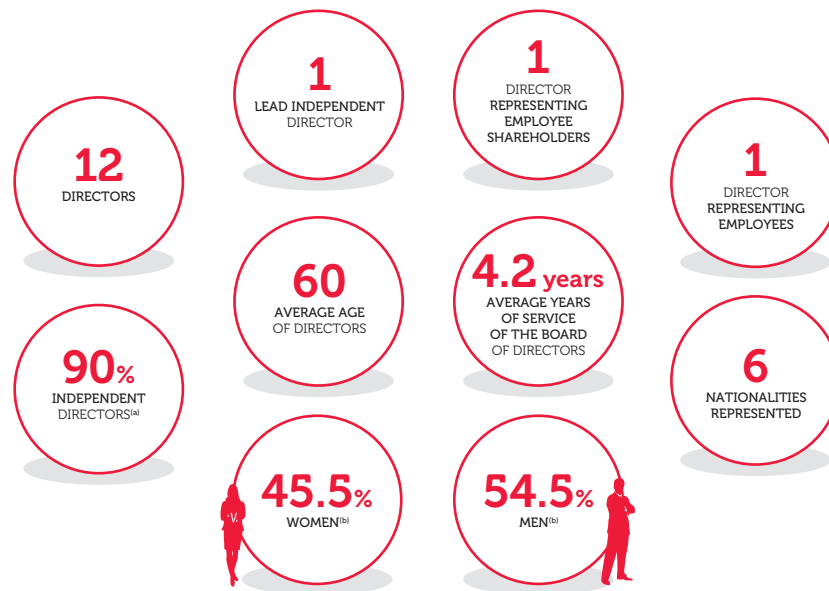 1
LEAD INDEPENDENT
DIRECTOR
1
DIRECTOR
REPRESENTING
EMPLOYEE
SHAREHOLDERS
12
DIRECTORS
1
DIRECTOR
REPRESENTING
EMPLOYEES
60
AVERAGE AGE
OF DIRECTORS
4.2 years
AVERAGE YEARS
OF SERVICE
OF THE BOARD
OF DIRECTORS
90%
INDEPENDENT
DIRECTORS(a)
6
NATIONALITIES
REPRESENTED
45.5%
WOMEN(b)
54.5%
MEN(b)